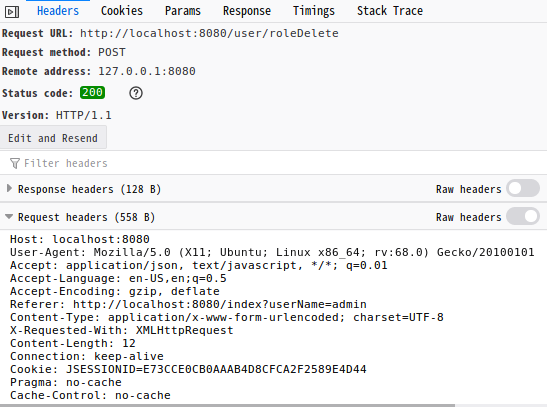 Headers Cookies Params Response Timings Stack Trace
Request URL: http://localhost:8080/user/roleDelete
Request method: POST
Remote address: 127.0.0.1:8080
Status code: 200 ?
Version: HTTP/1.1
Edit and Resend
Filter headers
Response headers (128 B) Raw headers
Request headers (558 B) Raw headers
Host: localhost:8080
User-Agent: Mozilla/5.0 (X11; Ubuntu; Linux x86_64; rv:68.0) Gecko/20100101
Accept: application/json, text/javascript, */*; q=0.01
Accept-Language: en-US,en;q=0.5
Accept-Encoding: gzip, deflate
Referer: http://localhost:8080/index?userName=admin
Content-Type: application/x-www-form-urlencoded; charset=UTF-8
X-Requested-With: XMLHttpRequest
Content-Length: 12
Connection: keep-alive
Cookie: JSESSIONID=E73CCE0CB0AAAB4D8CFCA2F2589E4D44
Pragma: no-cache
Cache-Control: no-cache